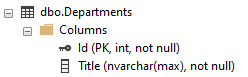 dbo.Departments
Columns
Id (PK, int, not null)
Title (nvarchar(max), not null)